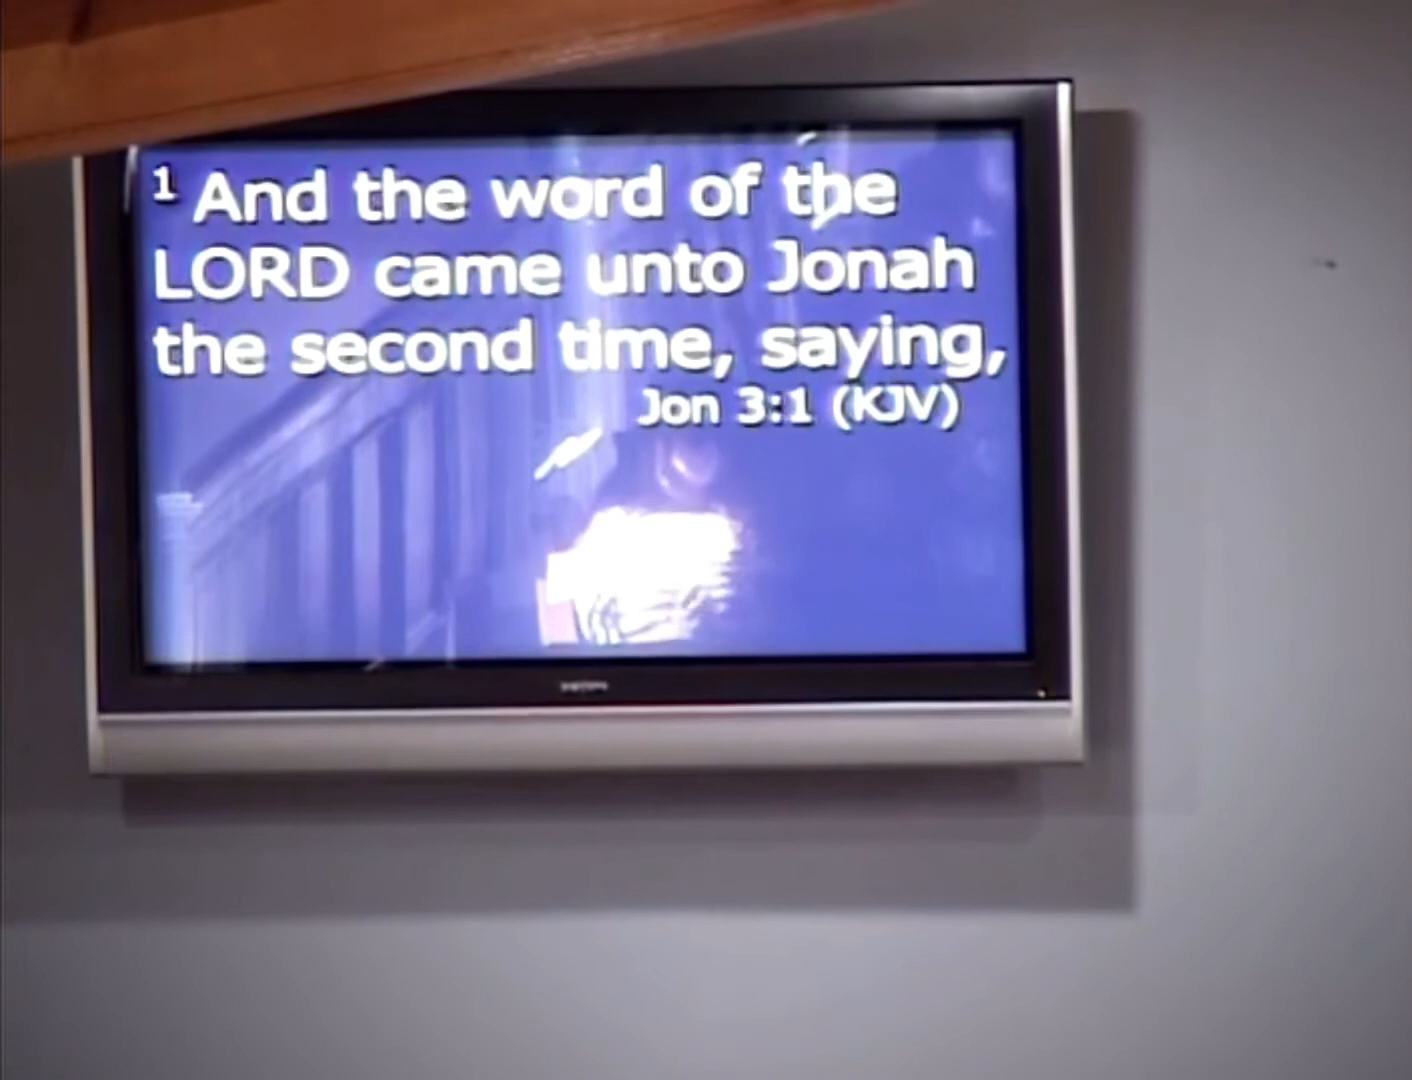 1 And the word of the
LORD came unto Jonah
the second time, saying,
Jon 3:1 (KJV)